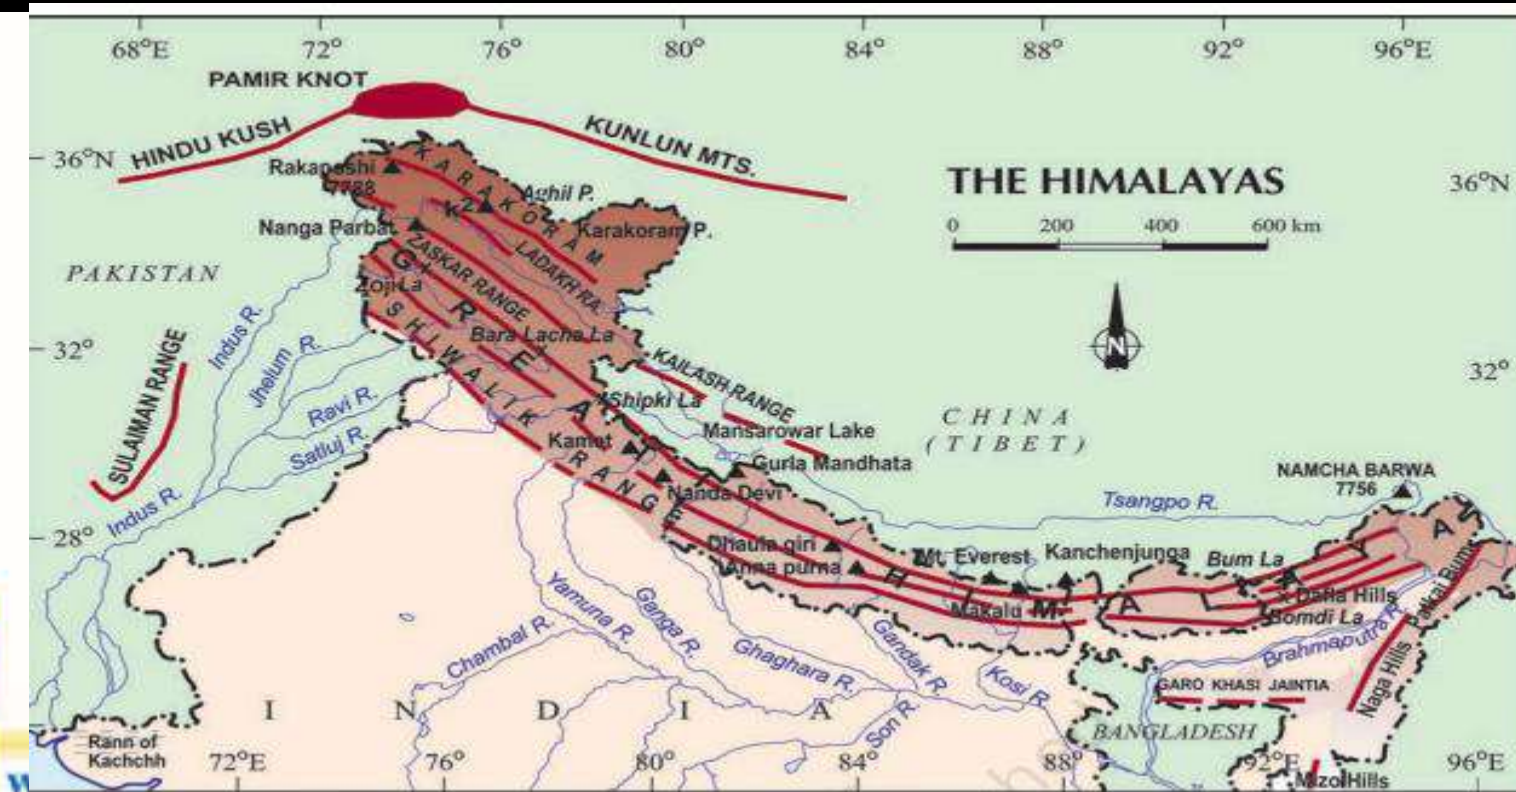 68°E 72° 76° 80° 84° 88° 92° 96°E
PAMIR KNOT
HINDU KUSH
KUNLUN MTS.
36°N
36°N
THE HIMALAYAS
0 200 400 600 km
Rakaposhi
7788
KARAKORAM
K2
Aghil P.
Nanga Parbat
Karakoram P.
LADAKH RA.
ZASKAR RANGE
PAKISTAN
Zoji La
GREAT HIMALAYA
SHIWALIK RANGE
Bara Lacha La
N
Indus R.
Jhelum R.
32°
32°
SULAIMAN RANGE
KAILASH RANGE
Ravi R.
Shipki La
CHINA
(TIBET)
Satluj R.
Kamet
Mansarowar Lake
Gurla Mandhata
NAMCHA BARWA
7756
Nanda Devi
Indus R.
Tsangpo R.
28°
28°
Dhaula giri
Anna purna
Mt. Everest
Kanchenjunga
Bum La
Makalu
Dafla Hills
Bomdi La
Patkai Bum
Brahmaputra R.
Yamuna R.
Ganga R.
Chambal R.
Ghaghara R.
Gandak R.
Kosi R.
Son R.
GARO KHASI JAINTIA
Naga Hills
INDIA
BANGLADESH
Rann of
Kachchh
72°E 76° 80° 84° 88° 92°E 96°E
Mizo Hills